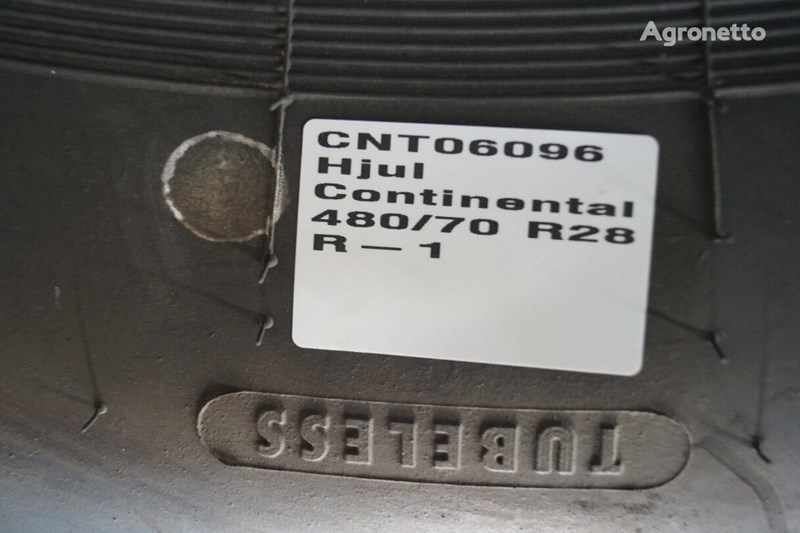 Agronetto
CNT06096
Hjul
Continental
480/70 R28
R-1
TUBELESS